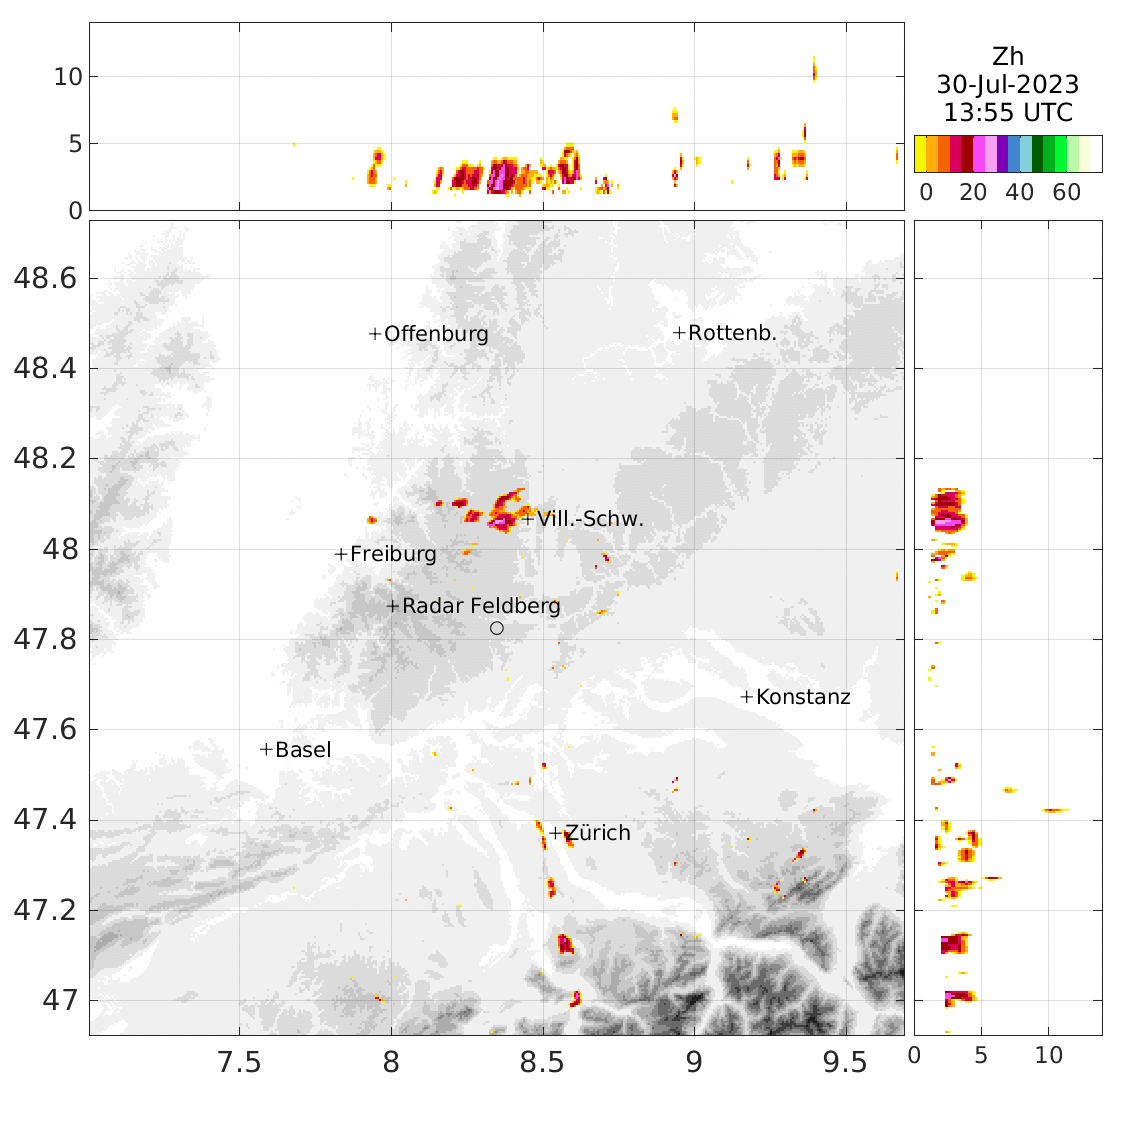 10
5
0
Zh
30-Jul-2023
13:55 UTC
0 20 40 60
48.6
48.4
48.2
48
47.8
47.6
47.4
47.2
47
+Offenburg
+Rottenb.
+Vill.-Schw.
+Freiburg
+Radar Feldberg
+Konstanz
+Basel
+Zürich
7.5 8 8.5 9 9.5
0 5 10